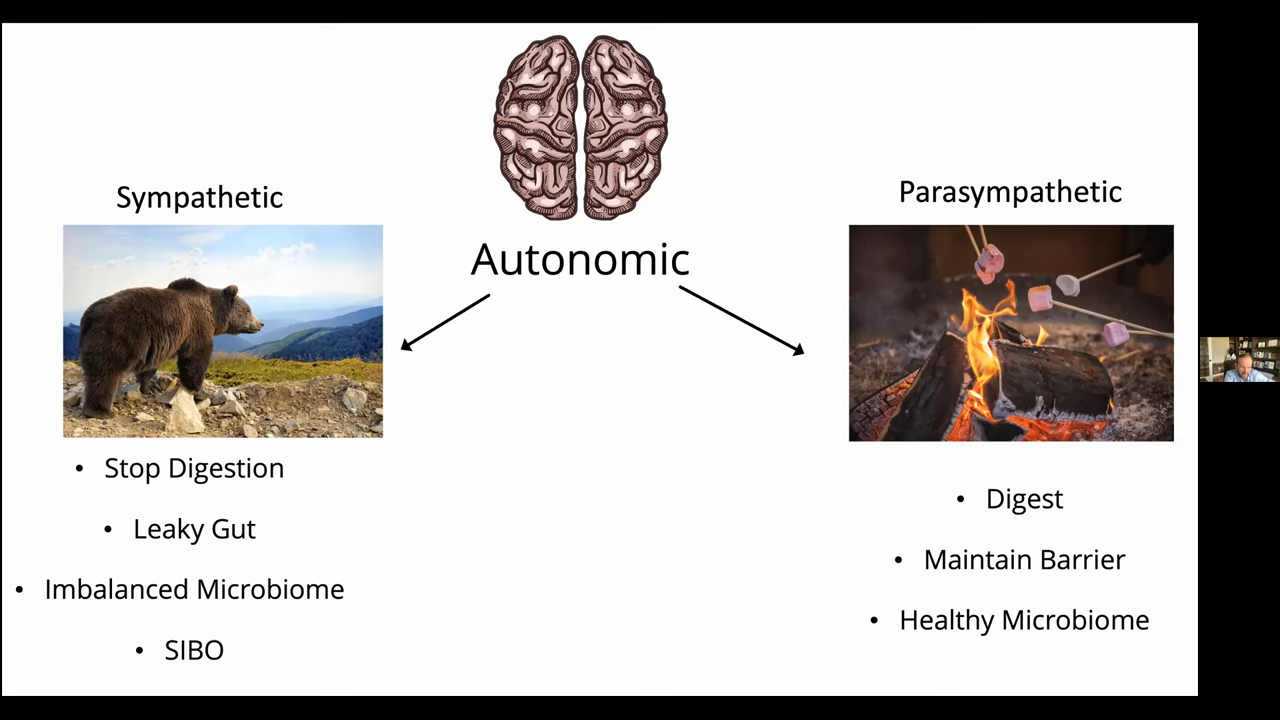 Autonomic
Sympathetic
• Stop Digestion
• Leaky Gut
• Imbalanced Microbiome
• SIBO
Parasympathetic
• Digest
• Maintain Barrier
• Healthy Microbiome